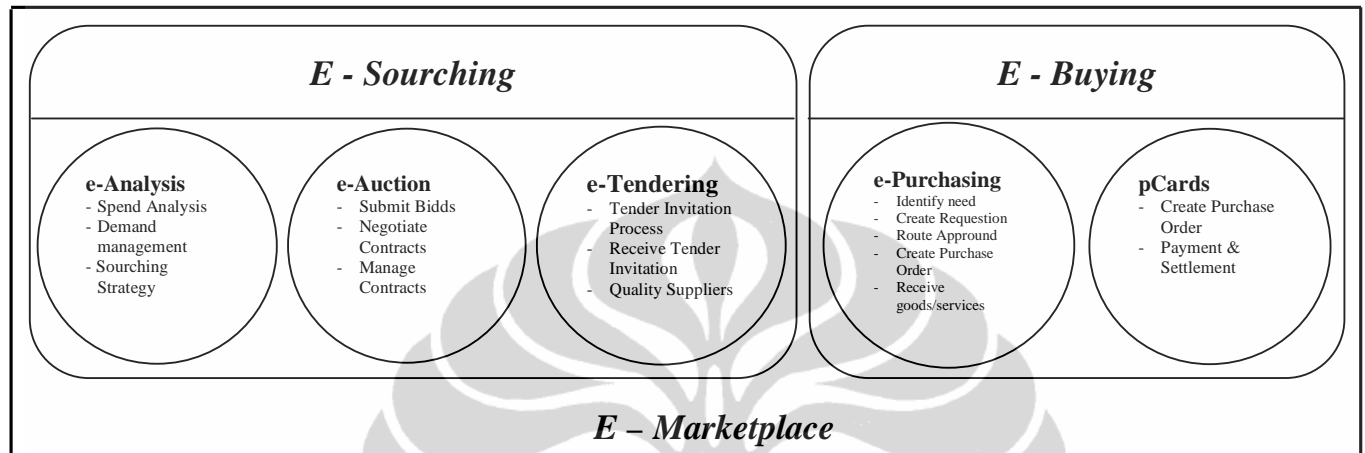 E - Sourching
E - Buying
e-Analysis
- Spend Analysis
- Demand
management
- Sourching
Strategy
e-Auction
- Submit Bids
- Negotiate
Contracts
- Manage
Contracts
e-Tendering
- Tender Invitation
Process
- Receive Tender
Invitation
- Quality Suppliers
e-Purchasing
- Identify need
- Create Requestion
- Route Appround
- Create Purchase
Order
- Receive
goods/services
pCards
- Create Purchase
Order
- Payment &
Settlement
E – Marketplace